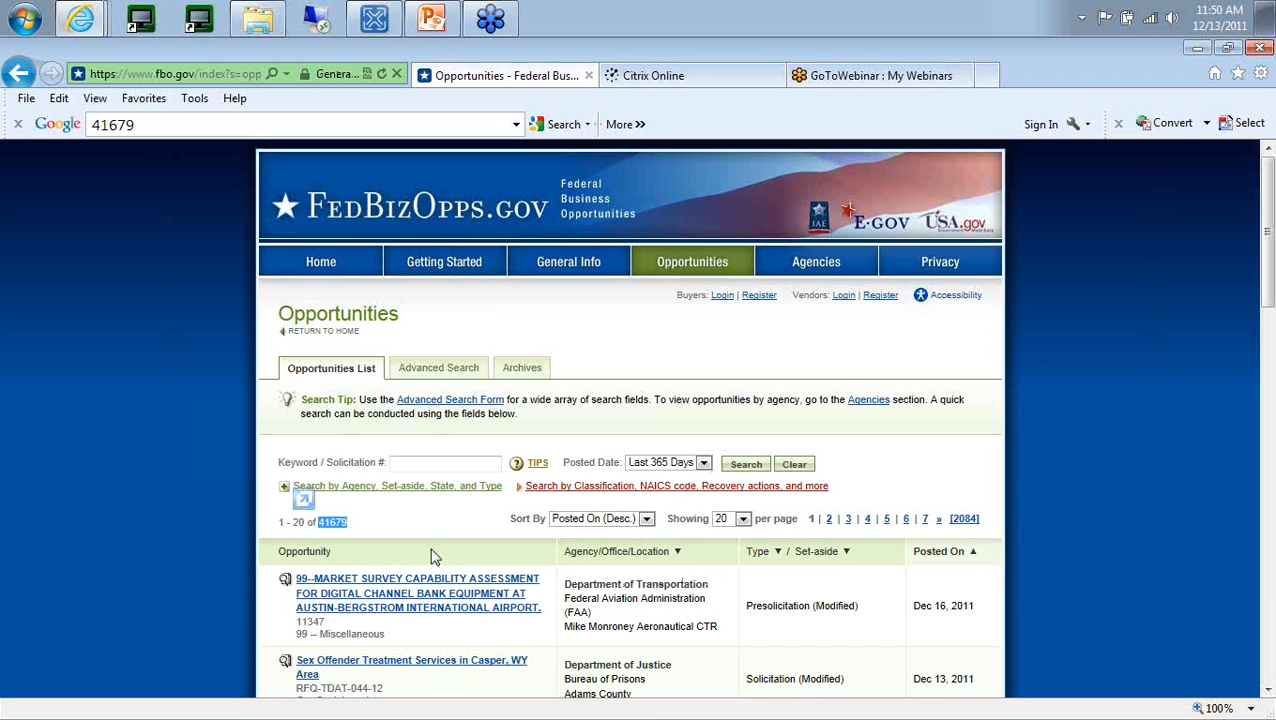 11:50 AM
12/13/2011
https://www.fbo.gov/index?s=opp
Genera...
Opportunities - Federal Bus...
Citrix Online
GoToWebinar : My Webinars
File Edit View Favorites Tools Help
Google 41679 Search More »
Sign In
Convert
Select
FedBizOpps.gov
Federal
Business
Opportunities
IAE
E-GOV
USA.gov
Home Getting Started General Info Opportunities Agencies Privacy
Buyers: Login | Register Vendors: Login | Register Accessibility
Opportunities
RETURN TO HOME
Opportunities List Advanced Search Archives
Search Tip: Use the Advanced Search Form for a wide array of search fields. To view opportunities by agency, go to the Agencies section. A quick
search can be conducted using the fields below.
Keyword / Solicitation #: TIPS Posted Date: Last 365 Days Search Clear
Search by Agency, Set-aside, State, and Type Search by Classification, NAICS code, Recovery actions, and more
1 - 20 of 41679 Sort By Posted On (Desc.) Showing 20 per page 1 | 2 | 3 | 4 | 5 | 6 | 7 | » [2084]
Opportunity Agency/Office/Location Type / Set-aside Posted On
99--MARKET SURVEY CAPABILITY ASSESSMENT
FOR DIGITAL CHANNEL BANK EQUIPMENT AT
AUSTIN-BERGSTROM INTERNATIONAL AIRPORT.
11347
99 -- Miscellaneous
Department of Transportation
Federal Aviation Administration
(FAA)
Mike Monroney Aeronautical CTR
Presolicitation (Modified)
Dec 16, 2011
Sex Offender Treatment Services in Casper, WY
Area
RFQ-TDAT-044-12
Department of Justice
Bureau of Prisons
Adams County
Solicitation (Modified)
Dec 13, 2011
100%